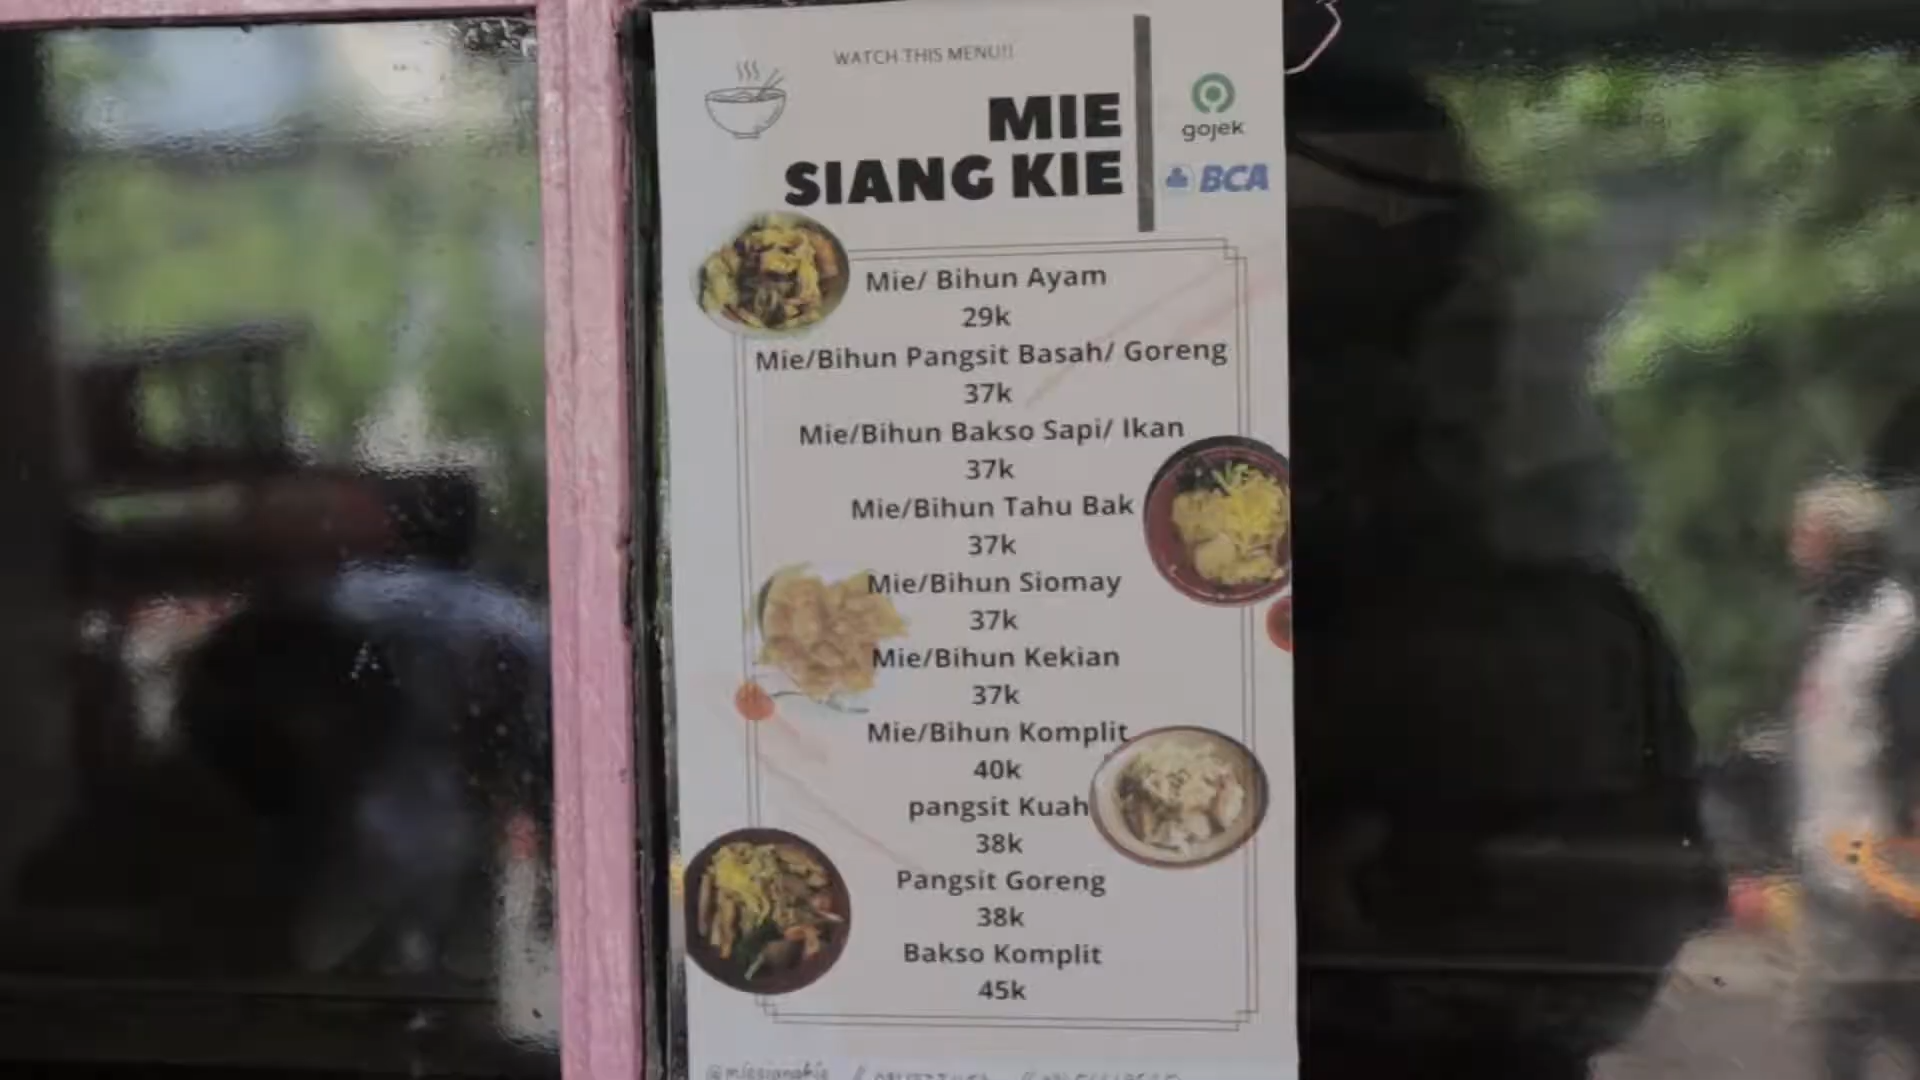 WATCH THIS MENU!!
MIE
SIANG KIE
gojek
BCA
Mie/ Bihun Ayam
29k
Mie/Bihun Pangsit Basah/ Goreng
37k
Mie/Bihun Bakso Sapi/ Ikan
37k
Mie/Bihun Tahu Bak
37k
Mie/Bihun Siomay
37k
Mie/Bihun Kekian
37k
Mie/Bihun Komplit
40k
pangsit Kuah
38k
Pangsit Goreng
38k
Bakso Komplit
45k
@miesiangkie